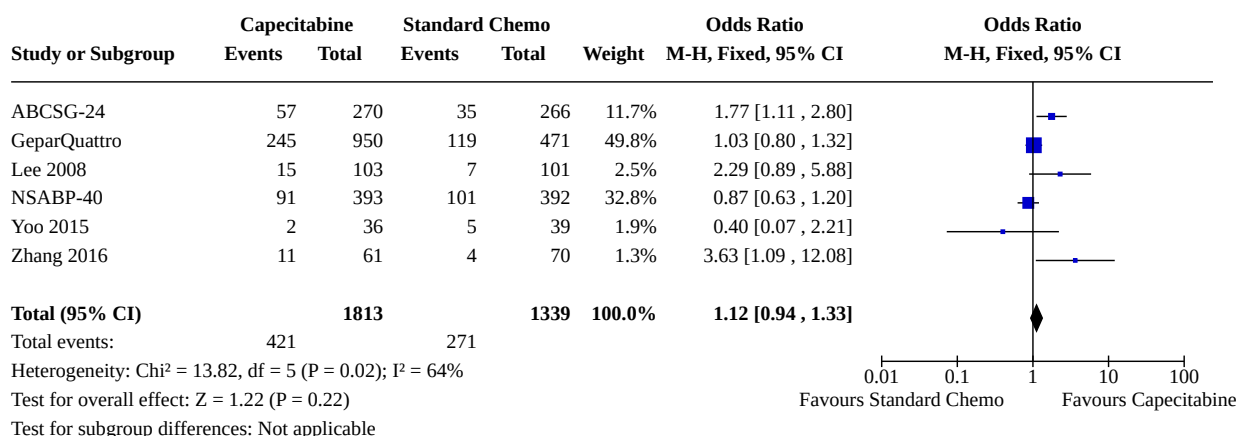 Capecitabine Standard Chemo Odds Ratio Odds Ratio
Study or Subgroup Events Total Events Total Weight M-H, Fixed, 95% CI M-H, Fixed, 95% CI
ABCSG-24 57 270 35 266 11.7% 1.77 [1.11 , 2.80]
GeparQuattro 245 950 119 471 49.8% 1.03 [0.80 , 1.32]
Lee 2008 15 103 7 101 2.5% 2.29 [0.89 , 5.88]
NSABP-40 91 393 101 392 32.8% 0.87 [0.63 , 1.20]
Yoo 2015 2 36 5 39 1.9% 0.40 [0.07 , 2.21]
Zhang 2016 11 61 4 70 1.3% 3.63 [1.09 , 12.08]
Total (95% CI) 1813 1339 100.0% 1.12 [0.94 , 1.33]
Total events: 421 271
Heterogeneity: Chi² = 13.82, df = 5 (P = 0.02); I² = 64%
0.01 0.1 1 10 100
Test for overall effect: Z = 1.22 (P = 0.22)
Favours Standard Chemo Favours Capecitabine
Test for subgroup differences: Not applicable